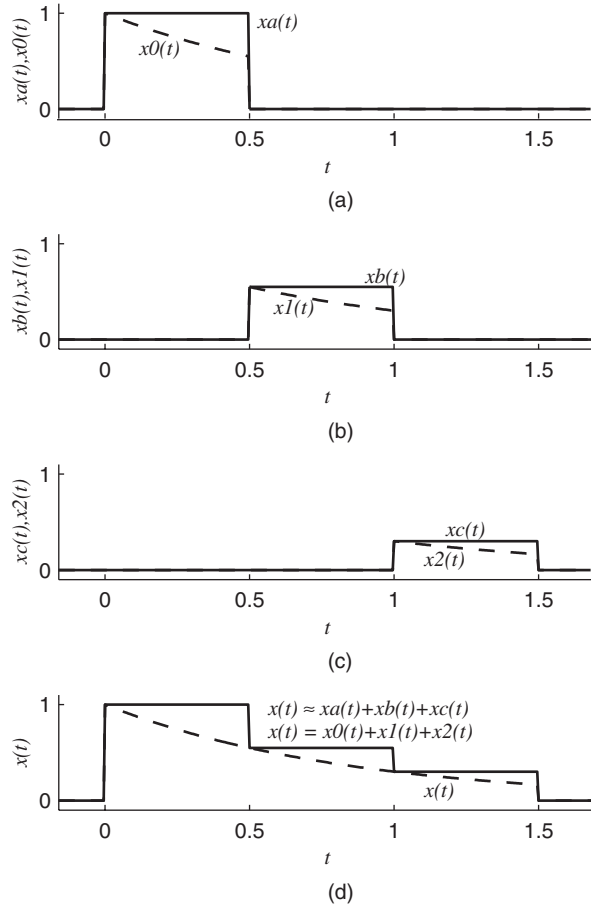 xa(t),x0(t)
1
0
xa(t)
x0(t)
0 0.5 1 1.5
t
(a)
xb(t),x1(t)
1
0
xb(t)
x1(t)
0 0.5 1 1.5
t
(b)
xc(t),x2(t)
1
0
xc(t)
x2(t)
0 0.5 1 1.5
t
(c)
x(t)
1
0
x(t) ≈ xa(t)+xb(t)+xc(t)
x(t) = x0(t)+x1(t)+x2(t)
x(t)
0 0.5 1 1.5
t
(d)